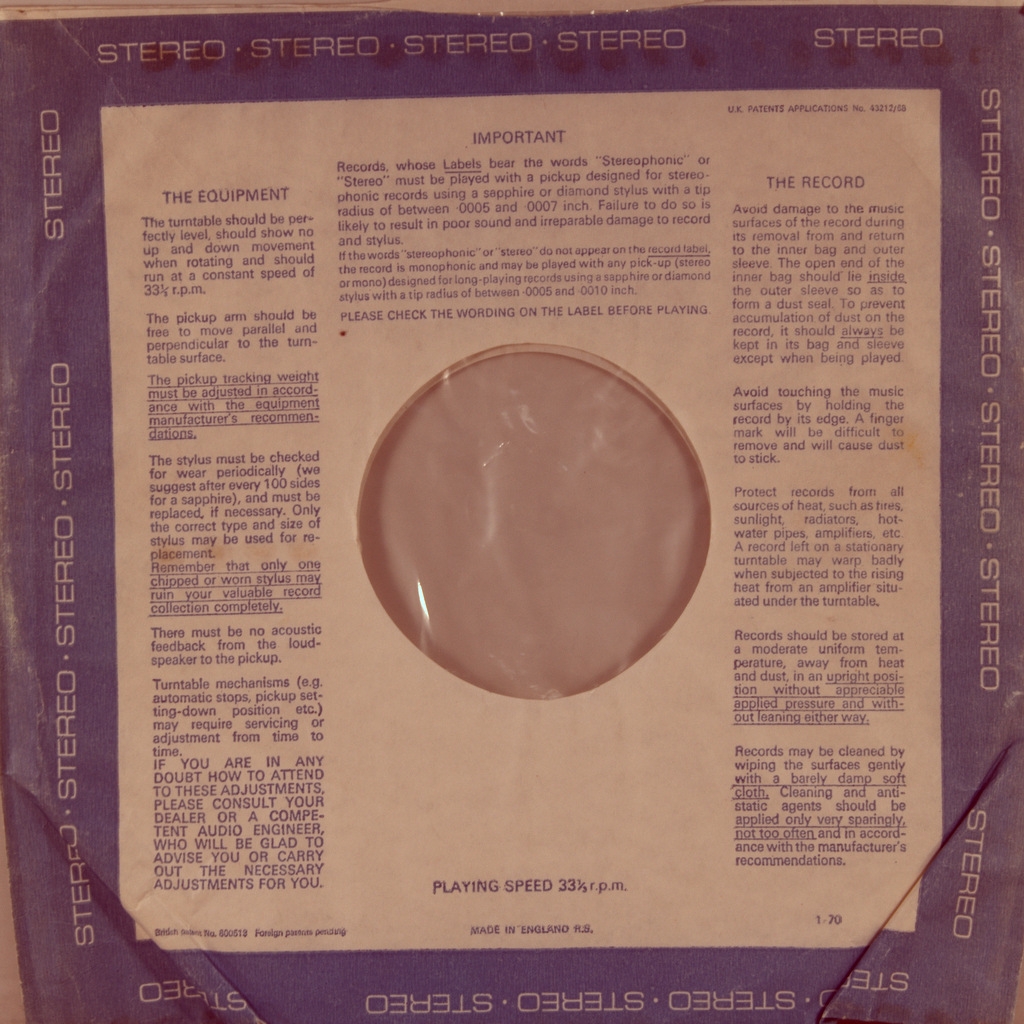 STEREO · STEREO · STEREO · STEREO
STEREO
U.K. PATENTS APPLICATIONS No. 43212/58
IMPORTANT
Records, whose Labels bear the words "Stereophonic" or
"Stereo" must be played with a pickup designed for stereo-
phonic records using a sapphire or diamond stylus with a tip
radius of between ·0005 and ·0007 inch. Failure to do so is
likely to result in poor sound and irreparable damage to record
and stylus.
If the words "stereophonic" or "stereo" do not appear on the record label,
the record is monophonic and may be played with any pick-up (stereo
or mono) designed for long-playing records using a sapphire or diamond
stylus with a tip radius of between ·0005 and ·0010 inch.
PLEASE CHECK THE WORDING ON THE LABEL BEFORE PLAYING.
THE EQUIPMENT
The turntable should be per-
fectly level, should show no
up and down movement
when rotating and should
run at a constant speed of
33⅓ r.p.m.
The pickup arm should be
free to move parallel and
perpendicular to the turn-
table surface.
The pickup tracking weight
must be adjusted in accord-
ance with the equipment
manufacturer's recommen-
dations.
The stylus must be checked
for wear periodically (we
suggest after every 100 sides
for a sapphire), and must be
replaced, if necessary. Only
the correct type and size of
stylus may be used for re-
placement.
Remember that only one
chipped or worn stylus may
ruin your valuable record
collection completely.
There must be no acoustic
feedback from the loud-
speaker to the pickup.
Turntable mechanisms (e.g.
automatic stops, pickup set-
ting-down position etc.)
may require servicing or
adjustment from time to
time.
IF YOU ARE IN ANY
DOUBT HOW TO ATTEND
TO THESE ADJUSTMENTS,
PLEASE CONSULT YOUR
DEALER OR A COMPE-
TENT AUDIO ENGINEER,
WHO WILL BE GLAD TO
ADVISE YOU OR CARRY
OUT THE NECESSARY
ADJUSTMENTS FOR YOU.
THE RECORD
Avoid damage to the music
surfaces of the record during
its removal from and return
to the inner bag and outer
sleeve. The open end of the
inner bag should lie inside
the outer sleeve so as to
form a dust seal. To prevent
accumulation of dust on the
record, it should always be
kept in its bag and sleeve
except when being played.
Avoid touching the music
surfaces by holding the
record by its edge. A finger
mark will be difficult to
remove and will cause dust
to stick.
Protect records from all
sources of heat, such as fires,
sunlight, radiators, hot-
water pipes, amplifiers, etc.
A record left on a stationary
turntable may warp badly
when subjected to the rising
heat from an amplifier situ-
ated under the turntable.
Records should be stored at
a moderate uniform tem-
perature, away from heat
and dust, in an upright posi-
tion without appreciable
applied pressure and with-
out leaning either way.
Records may be cleaned by
wiping the surfaces gently
with a barely damp soft
cloth. Cleaning and anti-
static agents should be
applied only very sparingly,
not too often and in accord-
ance with the manufacturer's
recommendations.
PLAYING SPEED 33⅓ r.p.m.
British Patent No. 800513 Foreign patents pending
MADE IN ENGLAND R.S.
1-70
STEREO
STEREO · STEREO · STEREO · STEREO
STEREO · STEREO · STEREO · STEREO
STEREO
STEREO
STEREO · STEREO · STEREO · STEREO